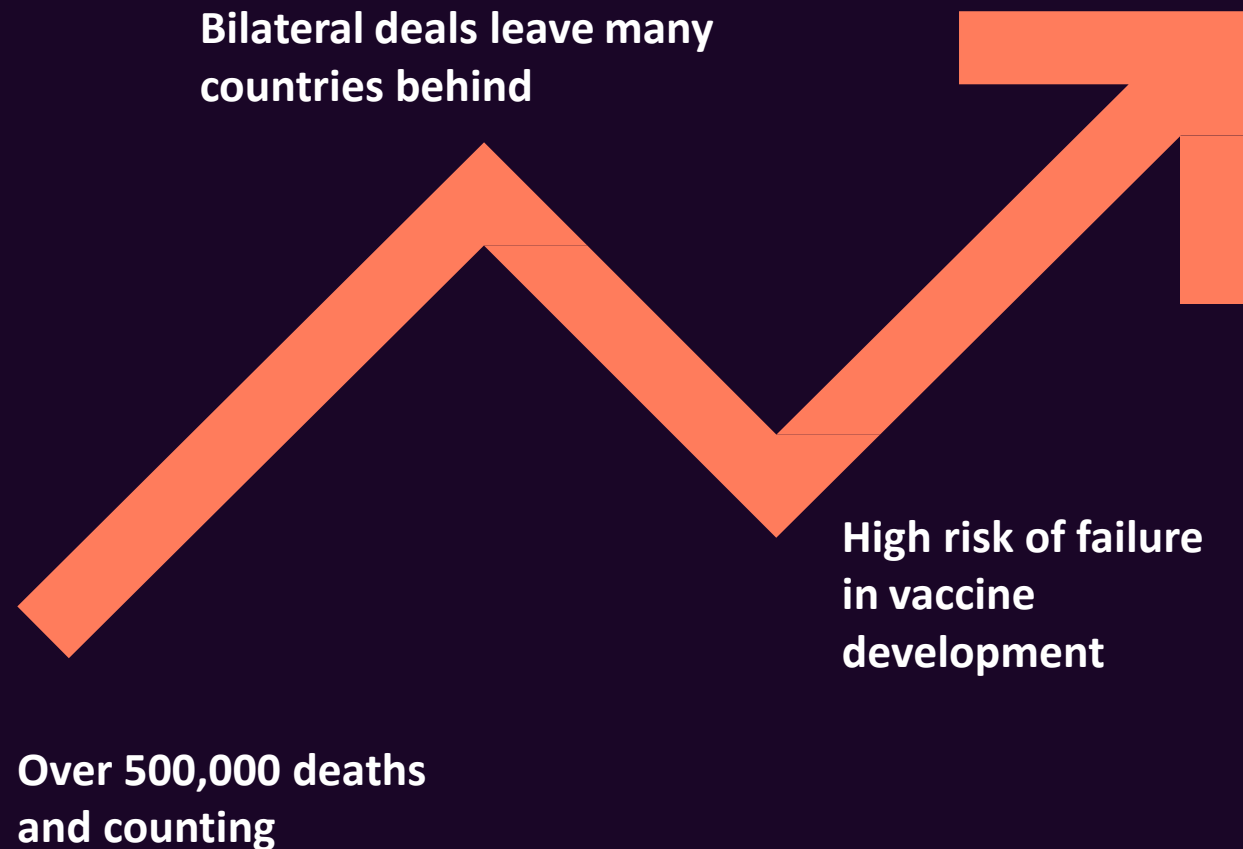 Bilateral deals leave many
countries behind
High risk of failure
in vaccine
development
Over 500,000 deaths
and counting